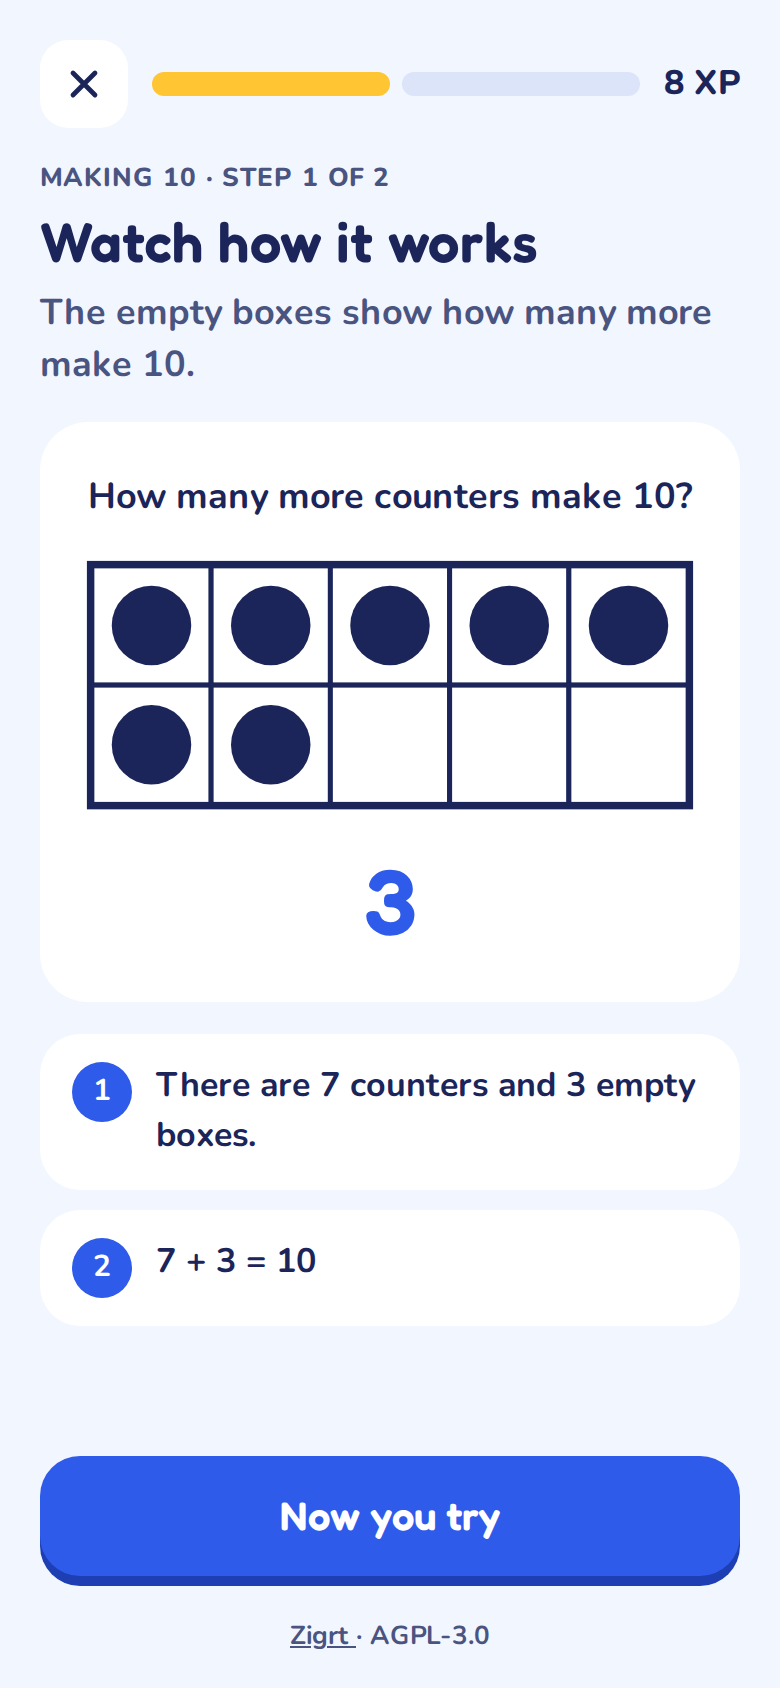 8 XP
MAKING 10 · STEP 1 OF 2
Watch how it works
The empty boxes show how many more
make 10.
How many more counters make 10?
3
1 There are 7 counters and 3 empty
boxes.
2 7 + 3 = 10
Now you try
Zigrt · AGPL-3.0